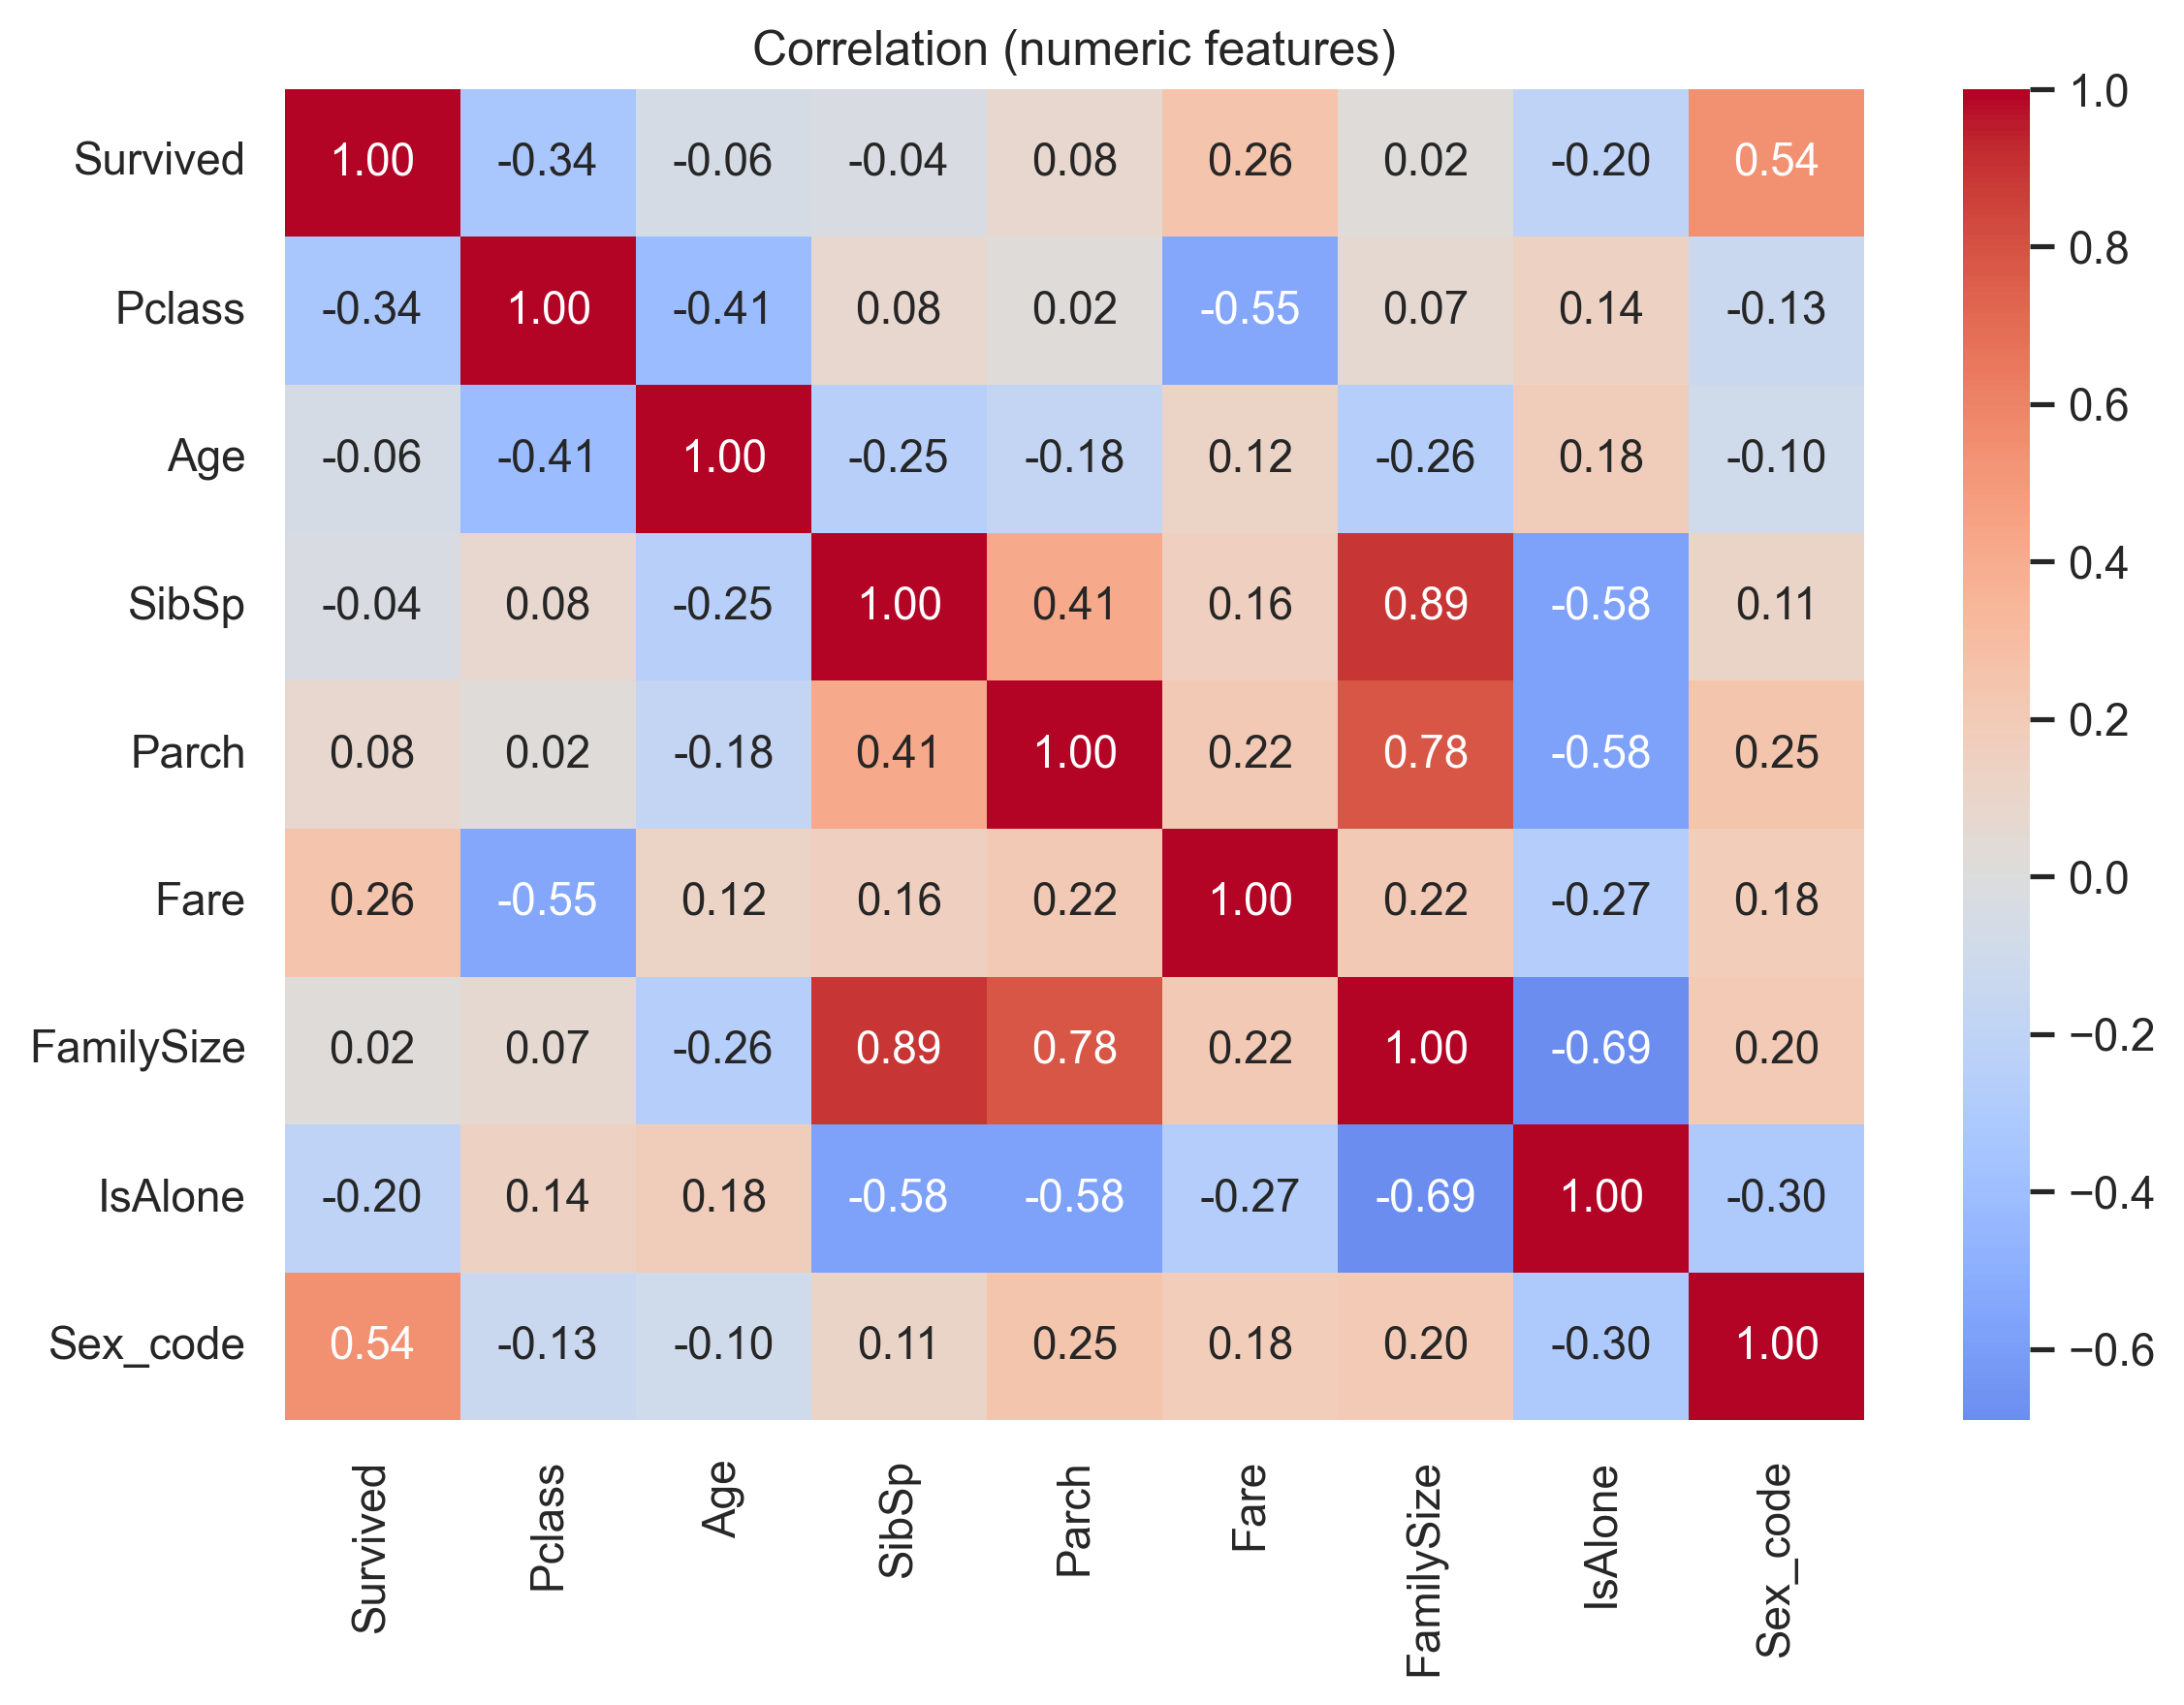 Correlation (numeric features)
Survived 1.00 -0.34 -0.06 -0.04 0.08 0.26 0.02 -0.20 0.54
Pclass -0.34 1.00 -0.41 0.08 0.02 -0.55 0.07 0.14 -0.13
Age -0.06 -0.41 1.00 -0.25 -0.18 0.12 -0.26 0.18 -0.10
SibSp -0.04 0.08 -0.25 1.00 0.41 0.16 0.89 -0.58 0.11
Parch 0.08 0.02 -0.18 0.41 1.00 0.22 0.78 -0.58 0.25
Fare 0.26 -0.55 0.12 0.16 0.22 1.00 0.22 -0.27 0.18
FamilySize 0.02 0.07 -0.26 0.89 0.78 0.22 1.00 -0.69 0.20
IsAlone -0.20 0.14 0.18 -0.58 -0.58 -0.27 -0.69 1.00 -0.30
Sex_code 0.54 -0.13 -0.10 0.11 0.25 0.18 0.20 -0.30 1.00
Survived
Pclass
Age
SibSp
Parch
Fare
FamilySize
IsAlone
Sex_code
1.0
0.8
0.6
0.4
0.2
0.0
−0.2
−0.4
−0.6